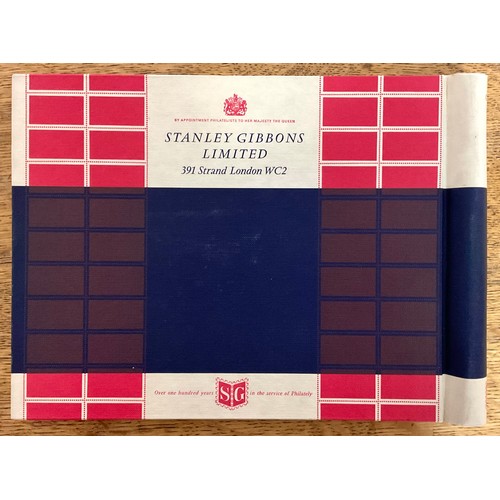 BY APPOINTMENT PHILATELISTS TO HER MAJESTY THE QUEEN
STANLEY GIBBONS
LIMITED
391 Strand London WC2
Over one hundred years SG in the service of Philately